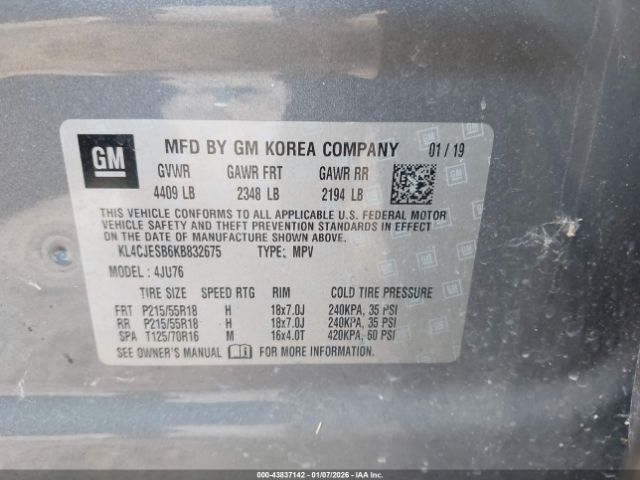 GM
MFD BY GM KOREA COMPANY 01 / 19
GVWR GAWR FRT GAWR RR
4409 LB 2348 LB 2194 LB
THIS VEHICLE CONFORMS TO ALL APPLICABLE U.S. FEDERAL MOTOR
VEHICLE SAFETY AND THEFT PREVENTION STANDARDS IN EFFECT
ON THE DATE OF MANUFACTURE SHOWN ABOVE.
KL4CJESB6KB832675 TYPE: MPV
MODEL: 4JU76
TIRE SIZE SPEED RTG RIM COLD TIRE PRESSURE
FRT P215/55R18 H 18x7.0J 240KPA, 35 PSI
RR P215/55R18 H 18x7.0J 240KPA, 35 PSI
SPA T125/70R16 M 16x4.0T 420KPA, 60 PSI
SEE OWNER'S MANUAL FOR MORE INFORMATION.
00-43837142 - 01/07/2026 - IAA Inc.